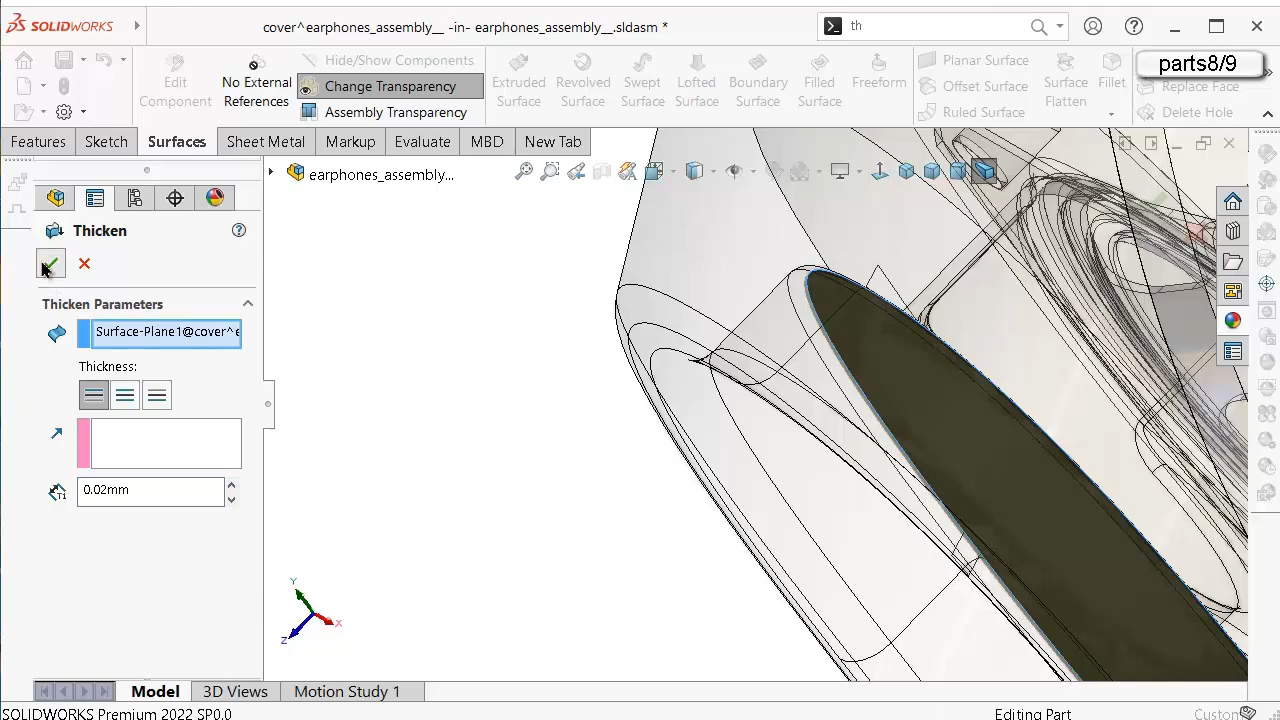 SOLIDWORKS
cover^earphones_assembly__ -in- earphones_assembly__.sldasm *
th
Edit Component
No External References
Hide/Show Components
Change Transparency
Assembly Transparency
Extruded Surface
Revolved Surface
Swept Surface
Lofted Surface
Boundary Surface
Filled Surface
Freeform
Planar Surface
Offset Surface
Ruled Surface
Surface Flatten
Fillet
parts8/9
Replace Face
Delete Hole
Features
Sketch
Surfaces
Sheet Metal
Markup
Evaluate
MBD
New Tab
earphones_assembly...
Thicken
Thicken Parameters
Surface-Plane1@cover^e
Thickness:
T1
0.02mm
Y
X
Z
Model
3D Views
Motion Study 1
SOLIDWORKS Premium 2022 SP0.0
Editing Part
Custom